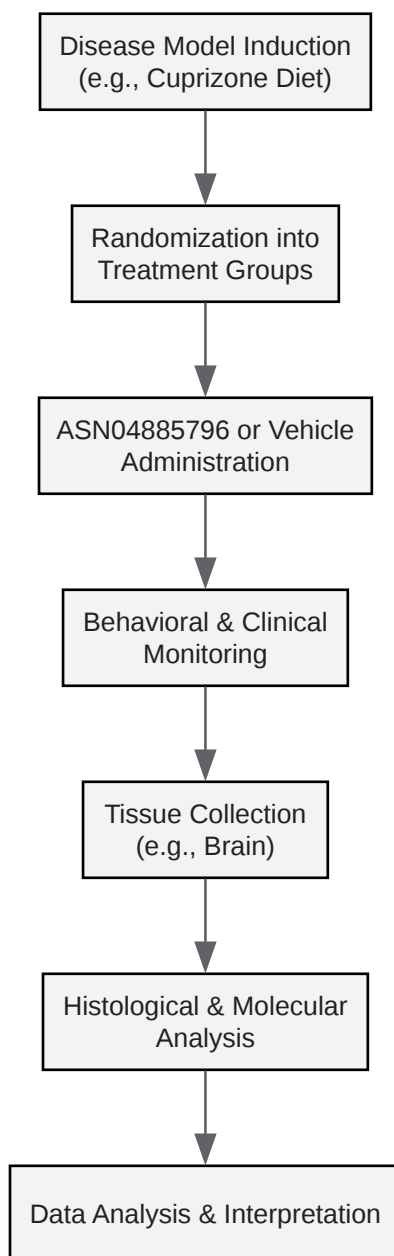 Disease Model Induction
(e.g., Cuprizone Diet)
Randomization into
Treatment Groups
ASN04885796 or Vehicle
Administration
Behavioral & Clinical
Monitoring
Tissue Collection
(e.g., Brain)
Histological & Molecular
Analysis
Data Analysis & Interpretation